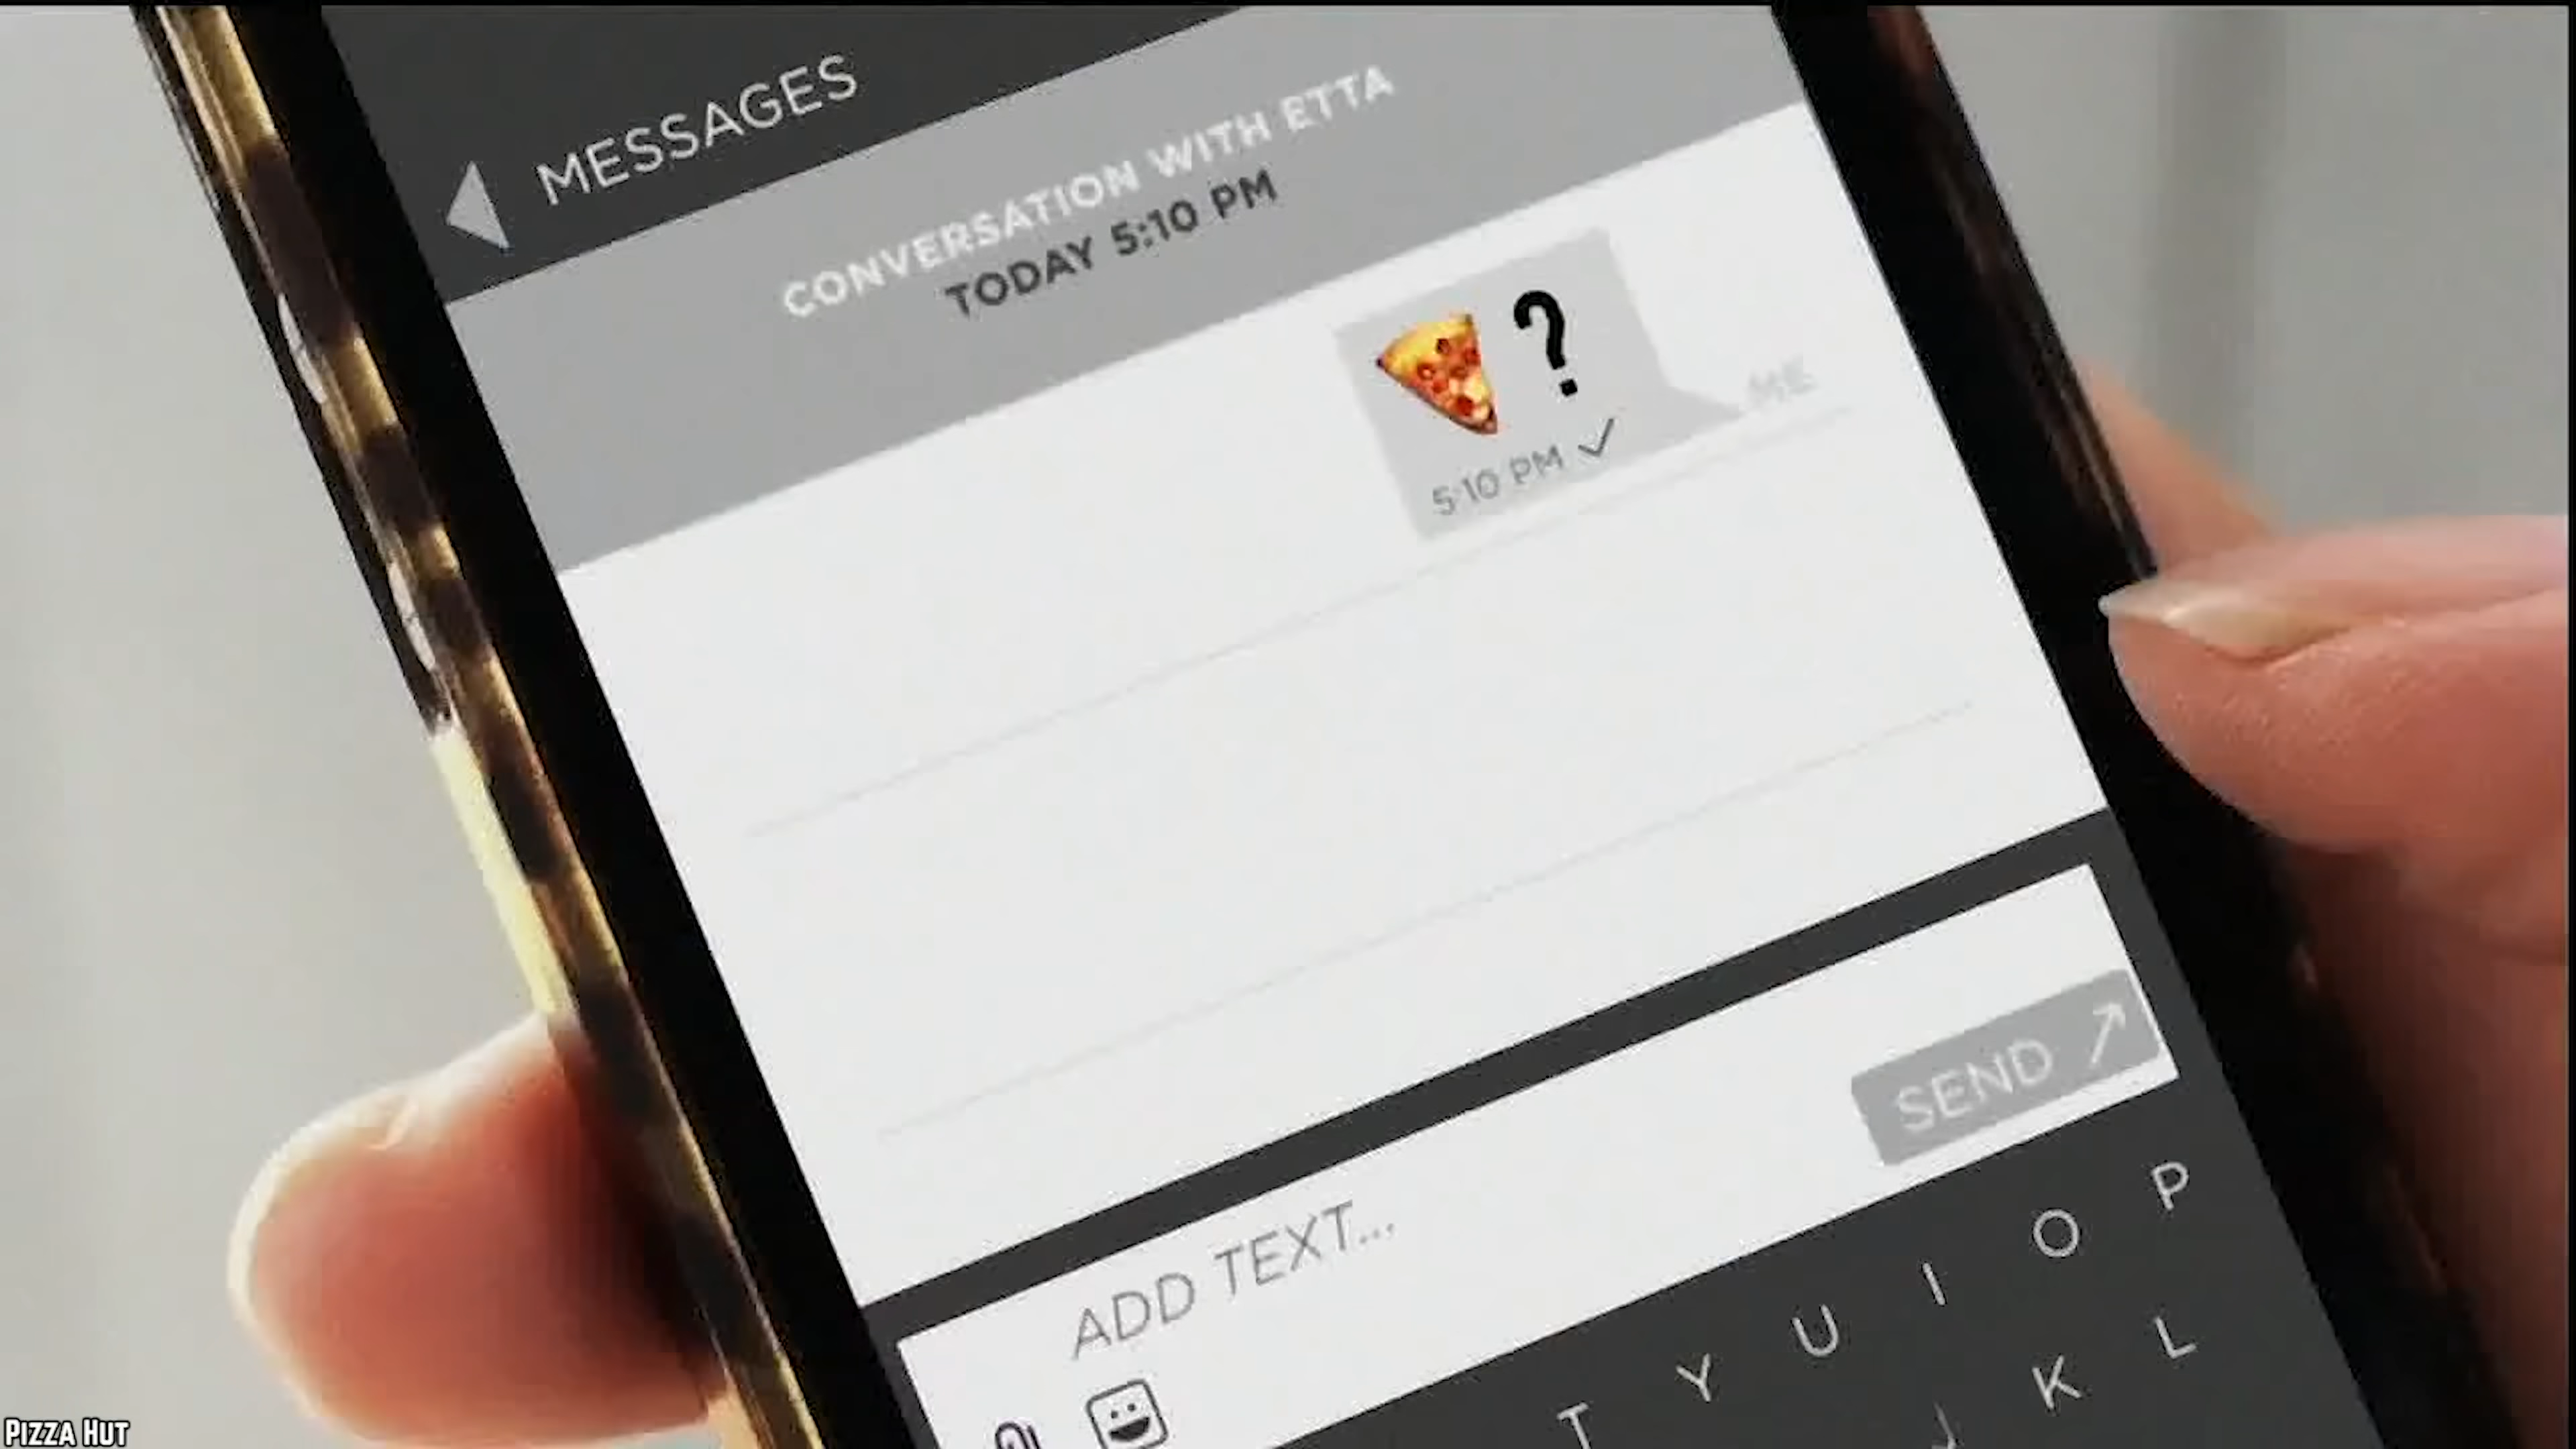 MESSAGES
CONVERSATION WITH ETTA
TODAY 5:10 PM
?
ME
5:10 PM ✓
SEND
ADD TEXT...
T Y U I O P
J K L
PIZZA HUT